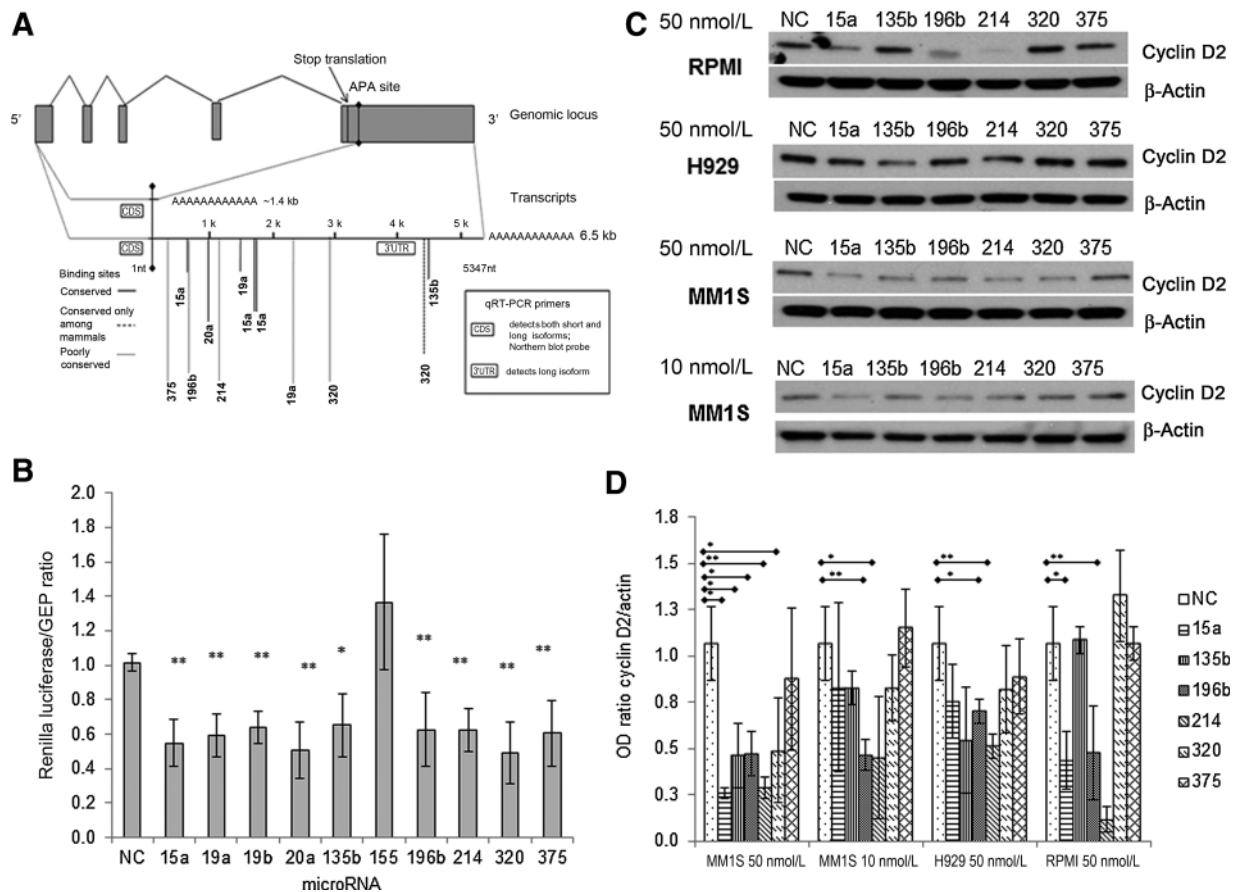 A
Stop translation
APA site
5'
3'
Genomic locus
Transcripts
CDS
AAAAAAAAAAAA ~1.4 kb
1 k
2 k
3 k
4 k
5 k
CDS
3'UTR
AAAAAAAAAAAA 6.5 kb
1nt
5347nt
Binding sites
Conserved
Conserved only
among
mammals
Poorly
conserved
375
15a
196b
20a
214
19a
15a
15a
19a
320
320
135b
qRT-PCR primers
CDS
detects both short and
long isoforms;
Northern blot probe
3'UTR
detects long isoform
B
Renilla luciferase/GEP ratio
2.0
1.8
1.6
1.4
1.2
1.0
0.8
0.6
0.4
0.2
0.0
** ** ** ** * ** ** ** **
NC 15a 19a 19b 20a 135b 155 196b 214 320 375
microRNA
C
50 nmol/L
RPMI
NC 15a 135b 196b 214 320 375
Cyclin D2
β-Actin
50 nmol/L
H929
NC 15a 135b 196b 214 320 375
Cyclin D2
β-Actin
50 nmol/L
MM1S
NC 15a 135b 196b 214 320 375
Cyclin D2
β-Actin
10 nmol/L
MM1S
NC 15a 135b 196b 214 320 375
Cyclin D2
β-Actin
D
OD ratio cyclin D2/actin
1.8
1.5
1.3
1.0
0.8
0.5
0.3
0.0
*
**
*
*
*
*
**
**
*
**
*
MM1S 50 nmol/L
MM1S 10 nmol/L
H929 50 nmol/L
RPMI 50 nmol/L
NC
15a
135b
196b
214
320
375